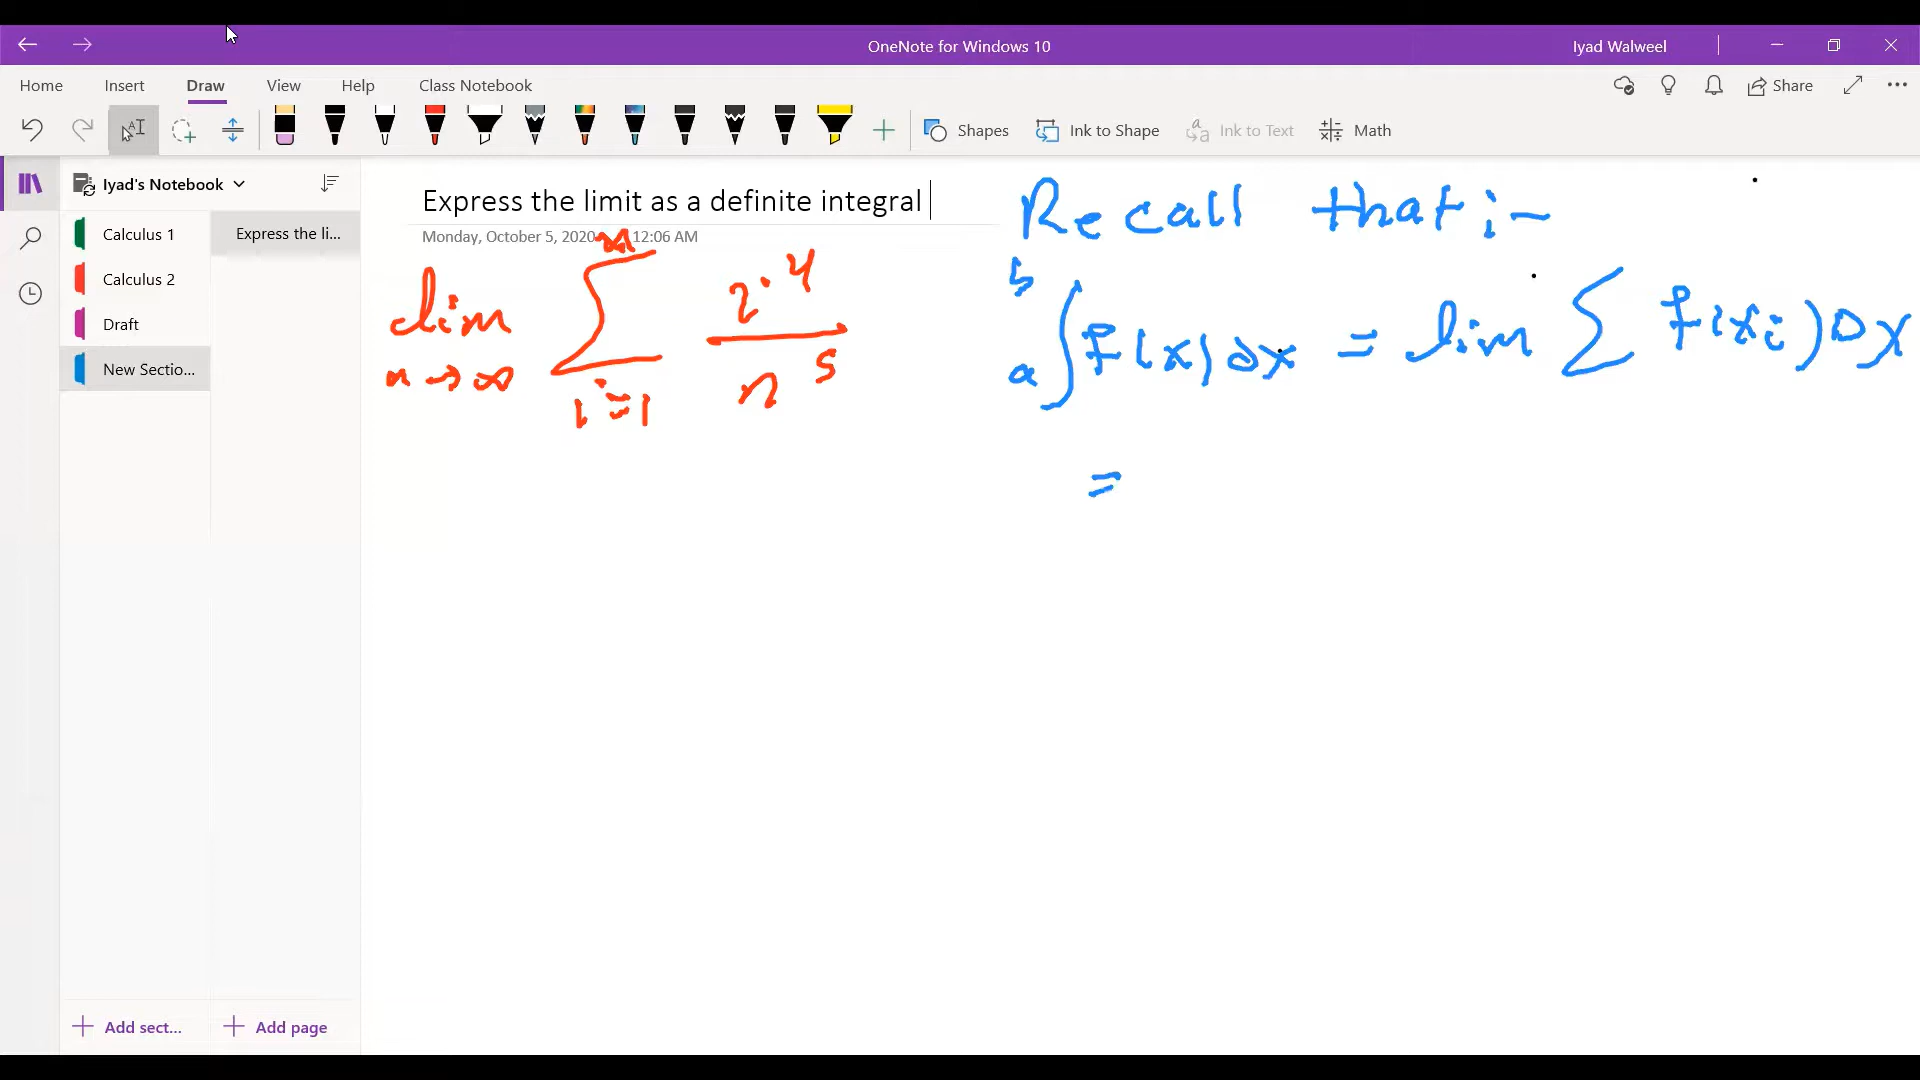 OneNote for Windows 10
Iyad Walweel
Home Insert Draw View Help Class Notebook
Share
Shapes Ink to Shape Ink to Text Math
Iyad's Notebook
Calculus 1
Calculus 2
Draft
New Sectio...
Express the li...
Add sect...
Add page
Express the limit as a definite integral
Monday, October 5, 2020 12:06 AM
lim n→∞ n Σ i=1 i^4 / n^5
Recall that:-
∫ₐᵇ f(x) dx = lim Σ f(xᵢ) Δx
=